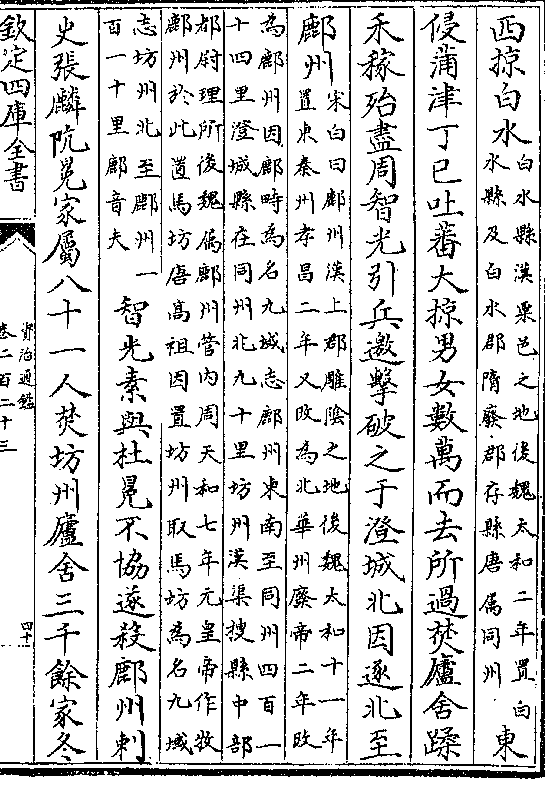 西掠白水白水縣漢粟邑之地後魏太和二年置白水縣及白水郡隋廢郡存縣唐屬同州東
侵蒲津丁巳吐蕃大掠男女數萬而去所過焚廬舍蹂
禾稼殆盡周智光引兵邀擊破之于澄城北因逐北至
鄜州宋白曰鄜州漢上郡雕陰之地後魏太和十一年置東秦州孝昌二年又改為北華州廢帝二年改
為鄜州因鄜畤為名九域志鄜州東南至同州四百一十四里澄城縣在同州北九十里坊州漢渠搜縣中部
都尉理所後魏屬鄜州管内周天和七年元皇帝作牧鄜州於此置馬坊唐高祖因置坊州取馬坊為名九域
志坊州北至鄜州一百一十里鄜音夫智光素與杜冕不協遂殺鄜州刺
史張麟阬冕家屬八十一人焚坊州廬舍三千餘家冬
欽定四庫全書
資治通鑑
卷二百二十三
四十